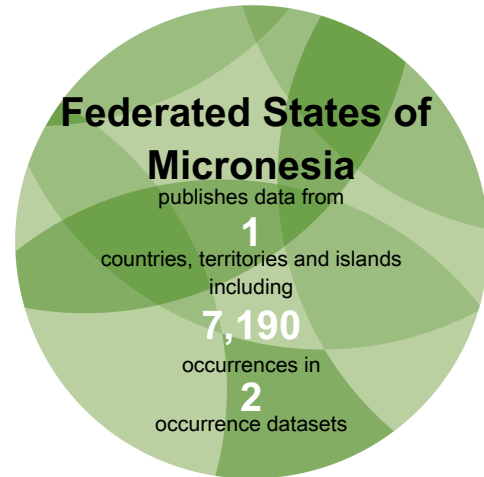 Federated States of
Micronesia
publishes data from
1
countries, territories and islands
including
7,190
occurrences in
2
occurrence datasets